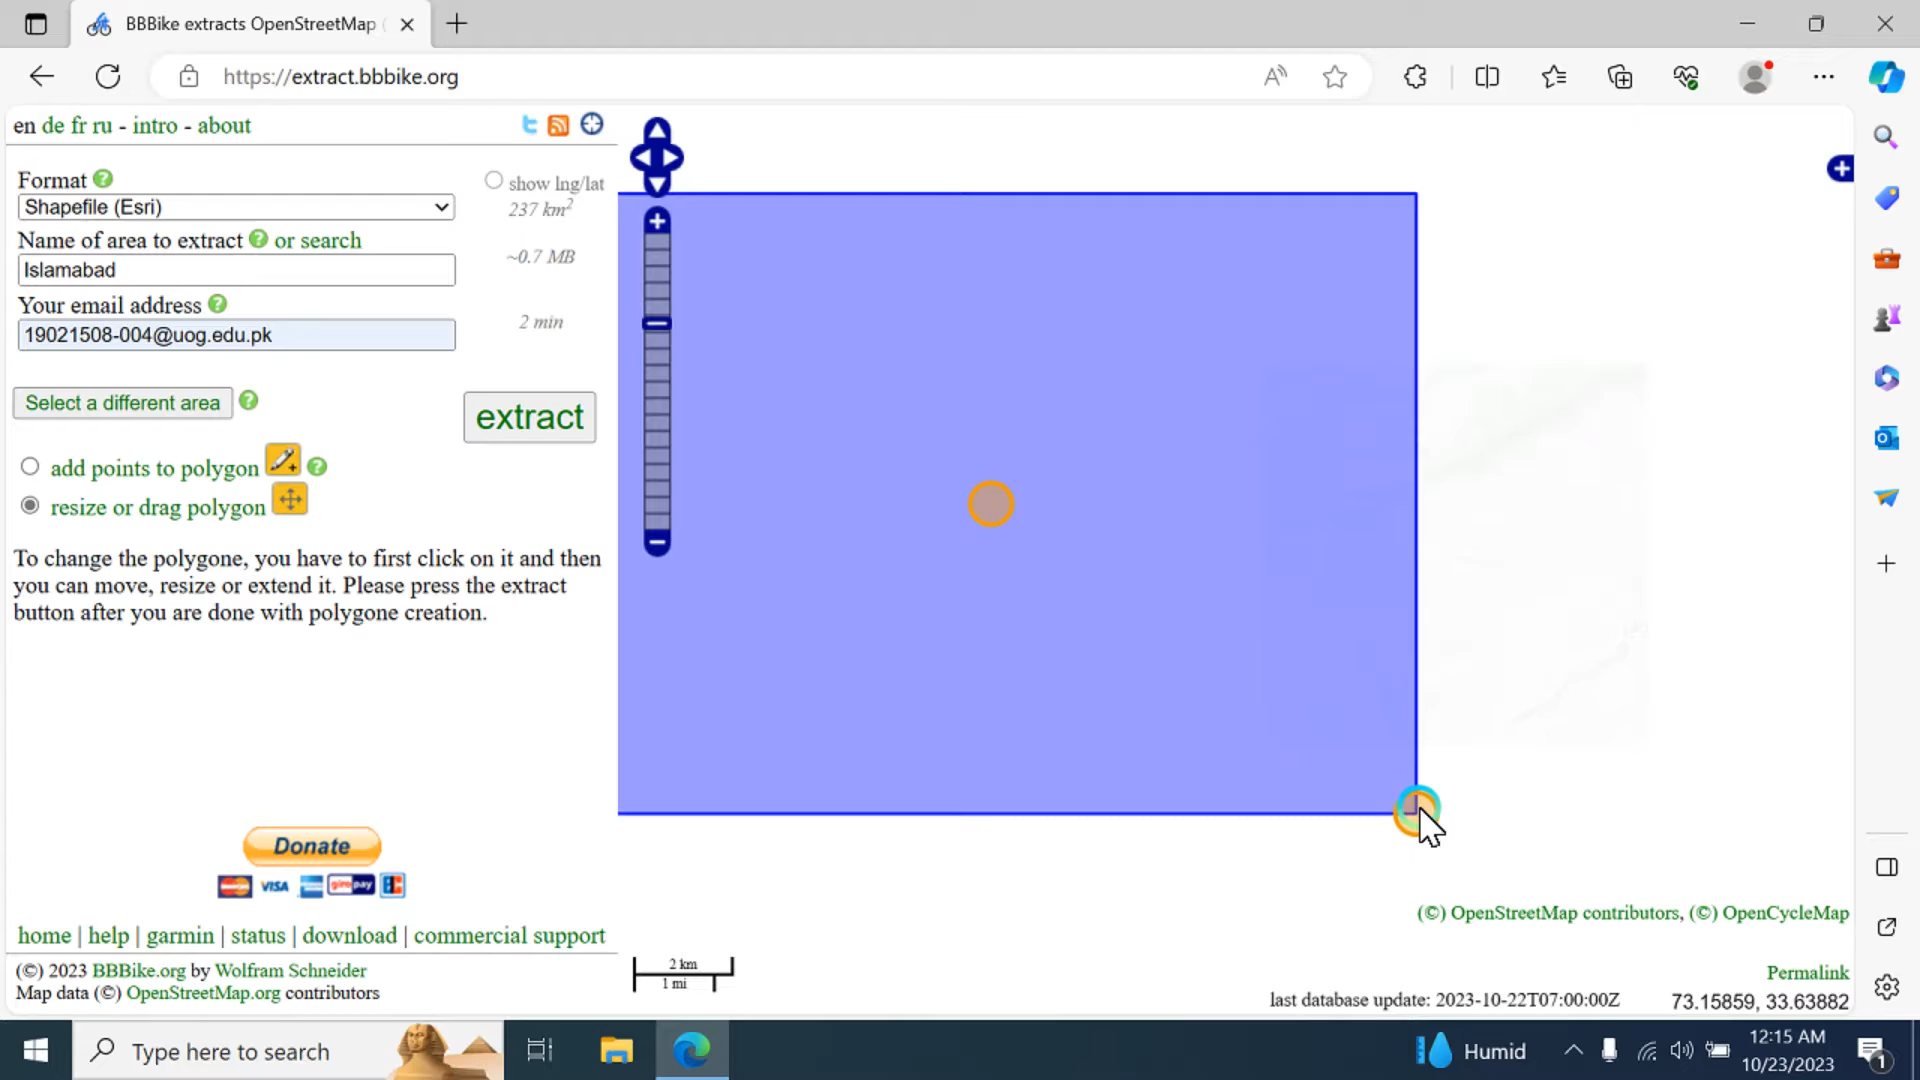 BBBike extracts OpenStreetMap (
https://extract.bbbike.org
en de fr ru - intro - about
Format
show lng/lat
Shapefile (Esri)
237 km2
Name of area to extract or search
~0.7 MB
Islamabad
Your email address
2 min
19021508-004@uog.edu.pk
Select a different area
extract
add points to polygon
resize or drag polygon
To change the polygone, you have to first click on it and then
you can move, resize or extend it. Please press the extract
button after you are done with polygone creation.
Donate
VISA
giropay
(©) OpenStreetMap contributors, (©) OpenCycleMap
home | help | garmin | status | download | commercial support
2 km
1 mi
Permalink
(©) 2023 BBBike.org by Wolfram Schneider
Map data (©) OpenStreetMap.org contributors
last database update: 2023-10-22T07:00:00Z
73.15859, 33.63882
Type here to search
Humid
12:15 AM
10/23/2023
1